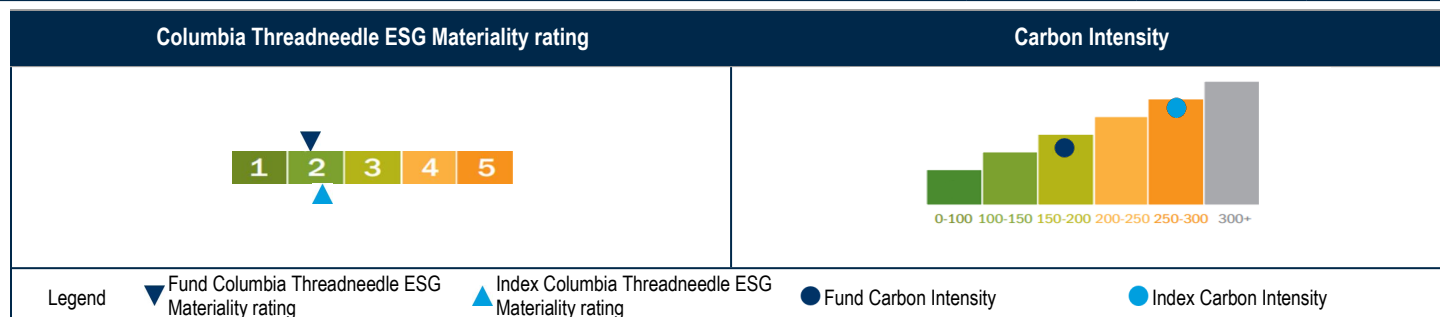 Columbia Threadneedle ESG Materiality rating
Carbon Intensity
1 2 3 4 5
0-100 100-150 150-200 200-250 250-300 300+
Legend
Fund Columbia Threadneedle ESG
Materiality rating
Index Columbia Threadneedle ESG
Materiality rating
Fund Carbon Intensity
Index Carbon Intensity